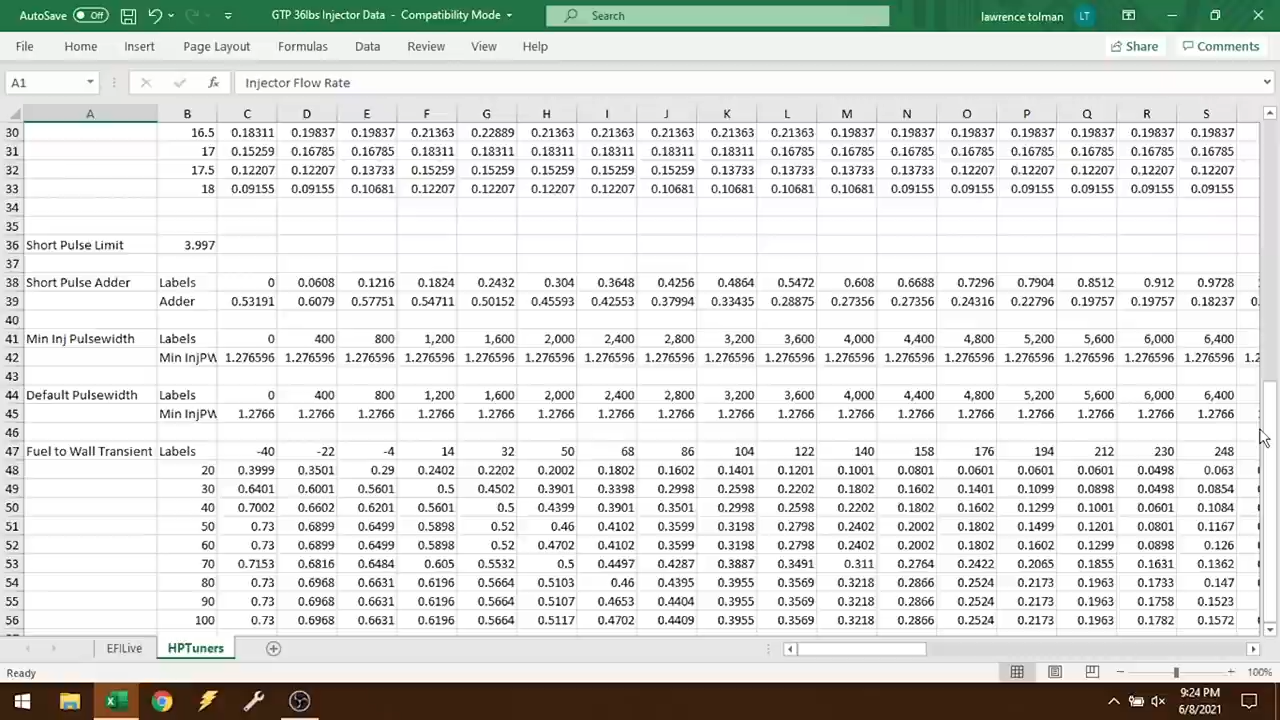 AutoSave Off GTP 36lbs Injector Data - Compatibility Mode Search lawrence tolman LT
File Home Insert Page Layout Formulas Data Review View Help Share Comments
A1 fx Injector Flow Rate
A B C D E F G H I J K L M N O P Q R S
30 16.5 0.18311 0.19837 0.19837 0.21363 0.22889 0.21363 0.21363 0.21363 0.21363 0.21363 0.19837 0.19837 0.19837 0.19837 0.19837 0.19837 0.19837
31 17 0.15259 0.16785 0.16785 0.18311 0.18311 0.18311 0.18311 0.18311 0.16785 0.16785 0.16785 0.16785 0.16785 0.16785 0.16785 0.16785 0.16785
32 17.5 0.12207 0.12207 0.13733 0.15259 0.15259 0.15259 0.15259 0.15259 0.13733 0.13733 0.13733 0.13733 0.12207 0.12207 0.12207 0.12207 0.12207
33 18 0.09155 0.09155 0.10681 0.12207 0.12207 0.12207 0.12207 0.10681 0.10681 0.10681 0.10681 0.09155 0.09155 0.09155 0.09155 0.09155 0.09155
34
35
36 Short Pulse Limit 3.997
37
38 Short Pulse Adder Labels 0 0.0608 0.1216 0.1824 0.2432 0.304 0.3648 0.4256 0.4864 0.5472 0.608 0.6688 0.7296 0.7904 0.8512 0.912 0.9728
39 Adder 0.53191 0.6079 0.57751 0.54711 0.50152 0.45593 0.42553 0.37994 0.33435 0.28875 0.27356 0.27356 0.24316 0.22796 0.19757 0.19757 0.18237 0.
40
41 Min Inj Pulsewidth Labels 0 400 800 1,200 1,600 2,000 2,400 2,800 3,200 3,600 4,000 4,400 4,800 5,200 5,600 6,000 6,400
42 Min InjPW 1.276596 1.276596 1.276596 1.276596 1.276596 1.276596 1.276596 1.276596 1.276596 1.276596 1.276596 1.276596 1.276596 1.276596 1.276596 1.276596 1.276596 1.2
43
44 Default Pulsewidth Labels 0 400 800 1,200 1,600 2,000 2,400 2,800 3,200 3,600 4,000 4,400 4,800 5,200 5,600 6,000 6,400
45 Min InjPW 1.2766 1.2766 1.2766 1.2766 1.2766 1.2766 1.2766 1.2766 1.2766 1.2766 1.2766 1.2766 1.2766 1.2766 1.2766 1.2766 1.2766
46
47 Fuel to Wall Transient Labels -40 -22 -4 14 32 50 68 86 104 122 140 158 176 194 212 230 248
48 20 0.3999 0.3501 0.29 0.2402 0.2202 0.2002 0.1802 0.1602 0.1401 0.1201 0.1001 0.0801 0.0601 0.0601 0.0601 0.0498 0.063
49 30 0.6401 0.6001 0.5601 0.5 0.4502 0.3901 0.3398 0.2998 0.2598 0.2202 0.1802 0.1602 0.1401 0.1099 0.0898 0.0498 0.0854
50 40 0.7002 0.6602 0.6201 0.5601 0.5 0.4399 0.3901 0.3501 0.2998 0.2598 0.2202 0.1802 0.1602 0.1299 0.1001 0.0601 0.1084
51 50 0.73 0.6899 0.6499 0.5898 0.52 0.46 0.4102 0.3599 0.3198 0.2798 0.2402 0.2002 0.1802 0.1499 0.1201 0.0801 0.1167
52 60 0.73 0.6899 0.6499 0.5898 0.52 0.4702 0.4102 0.3599 0.3198 0.2798 0.2402 0.2002 0.1802 0.1602 0.1299 0.0898 0.126
53 70 0.7153 0.6816 0.6484 0.605 0.5532 0.5 0.4497 0.4287 0.3887 0.3491 0.311 0.2764 0.2422 0.2065 0.1855 0.1631 0.1362
54 80 0.73 0.6968 0.6631 0.6196 0.5664 0.5103 0.46 0.4395 0.3955 0.3569 0.3218 0.2866 0.2524 0.2173 0.1963 0.1733 0.147
55 90 0.73 0.6968 0.6631 0.6196 0.5664 0.5107 0.4653 0.4404 0.3955 0.3569 0.3218 0.2866 0.2524 0.2173 0.1963 0.1758 0.1523
56 100 0.73 0.6968 0.6631 0.6196 0.5664 0.5117 0.4702 0.4409 0.3955 0.3569 0.3218 0.2866 0.2524 0.2173 0.1963 0.1782 0.1572
EFILive HPTuners
Ready 100%
9:24 PM
6/8/2021